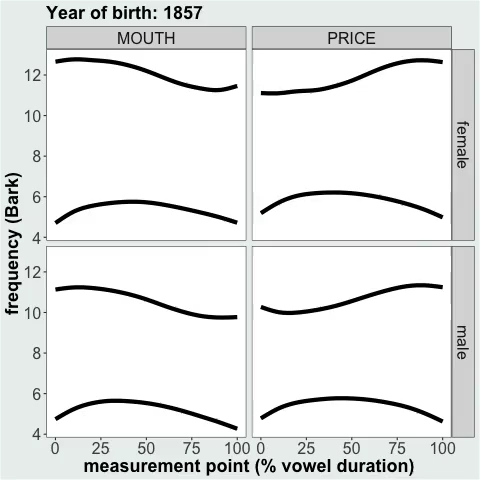 Year of birth: 1857
MOUTH
PRICE
frequency (Bark)
12
10
8
6
4
female
12
10
8
6
4
male
0 25 50 75 100 0 25 50 75 100
measurement point (% vowel duration)